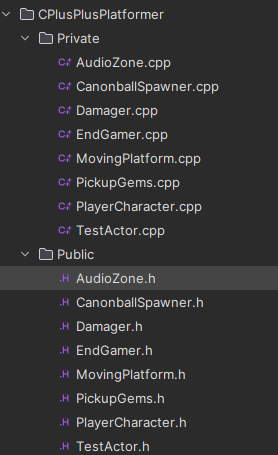 CPlusPlusPlatformer
Private
AudioZone.cpp
CanonballSpawner.cpp
Damager.cpp
EndGamer.cpp
MovingPlatform.cpp
PickupGems.cpp
PlayerCharacter.cpp
TestActor.cpp
Public
AudioZone.h
CanonballSpawner.h
Damager.h
EndGamer.h
MovingPlatform.h
PickupGems.h
PlayerCharacter.h
TestActor.h